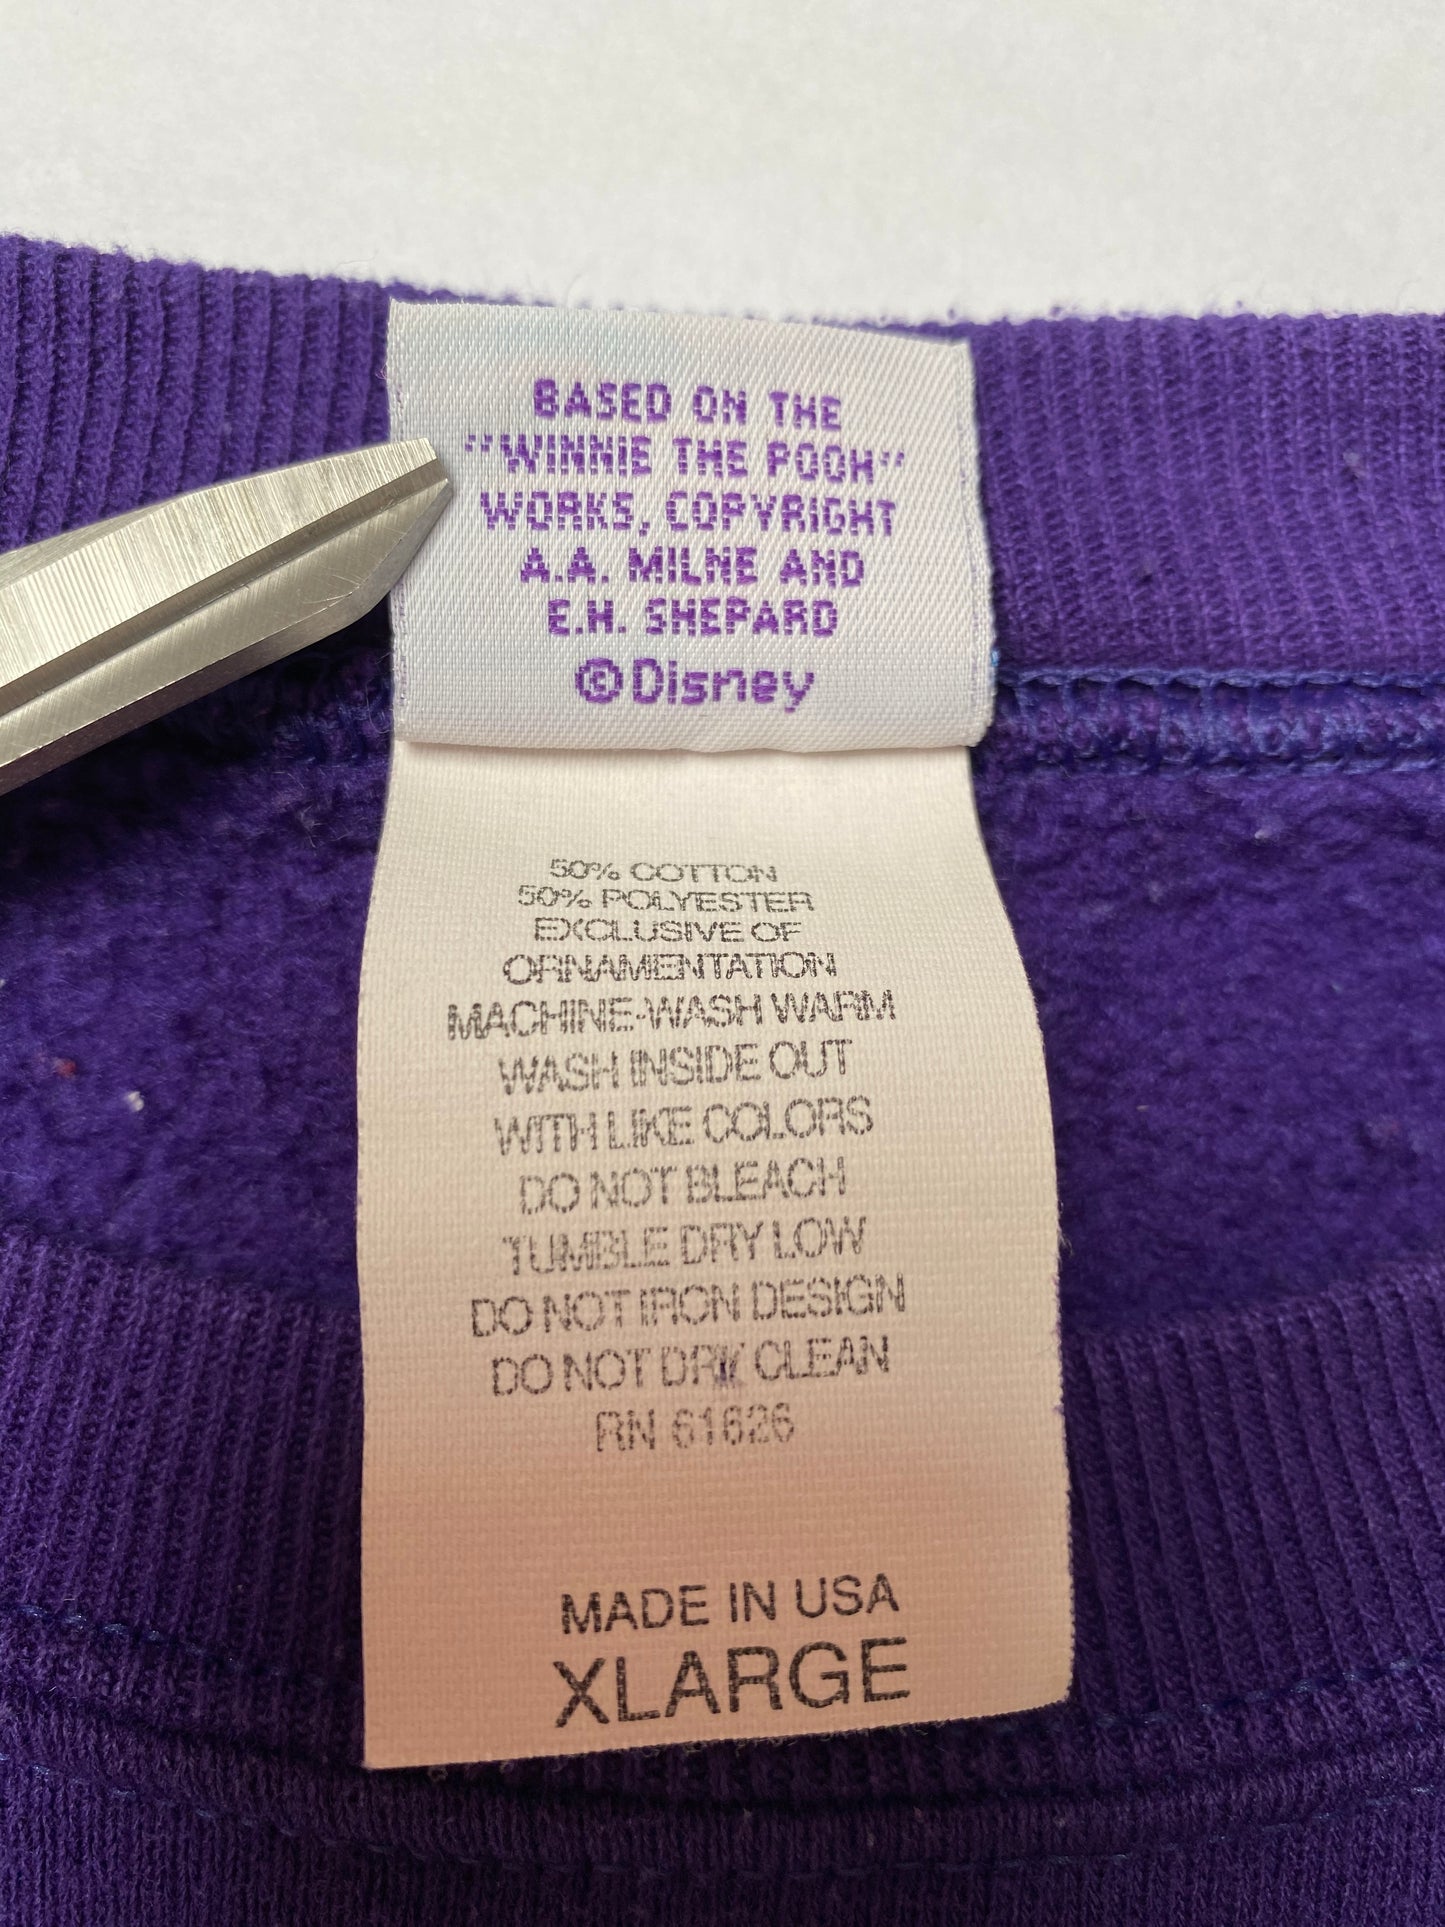 BASED ON THE
"WINNIE THE POOH"
WORKS, COPYRIGHT
A.A. MILNE AND
E.H. SHEPARD
©Disney
50% COTTON
50% POLYESTER
EXCLUSIVE OF
ORNAMENTATION
MACHINE-WASH WARM
WASH INSIDE OUT
WITH LIKE COLORS
DO NOT BLEACH
TUMBLE DRY LOW
DO NOT IRON DESIGN
DO NOT DRY CLEAN
RN 61626
MADE IN USA
XLARGE